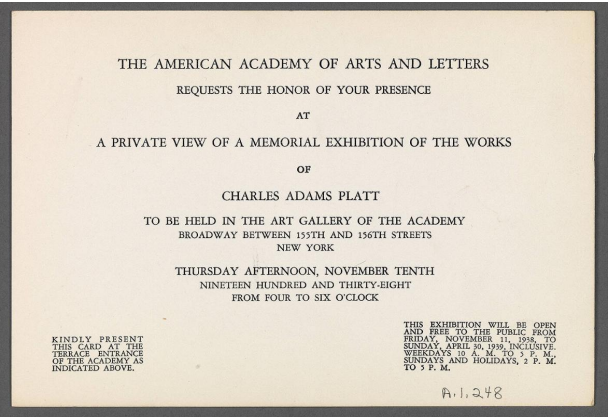 THE AMERICAN ACADEMY OF ARTS AND LETTERS
REQUESTS THE HONOR OF YOUR PRESENCE
AT
A PRIVATE VIEW OF A MEMORIAL EXHIBITION OF THE WORKS
OF
CHARLES ADAMS PLATT
TO BE HELD IN THE ART GALLERY OF THE ACADEMY
BROADWAY BETWEEN 155TH AND 156TH STREETS
NEW YORK
THURSDAY AFTERNOON, NOVEMBER TENTH
NINETEEN HUNDRED AND THIRTY-EIGHT
FROM FOUR TO SIX O'CLOCK
KINDLY PRESENT
THIS CARD AT THE
TERRACE ENTRANCE
OF THE ACADEMY AS
INDICATED ABOVE.
THIS EXHIBITION WILL BE OPEN
AND FREE TO THE PUBLIC FROM
FRIDAY, NOVEMBER 11, 1938, TO
SUNDAY, APRIL 30, 1939, INCLUSIVE.
WEEKDAYS 10 A. M. TO 5 P. M.,
SUNDAYS AND HOLIDAYS, 2 P. M.
TO 5 P. M.
A.1.248